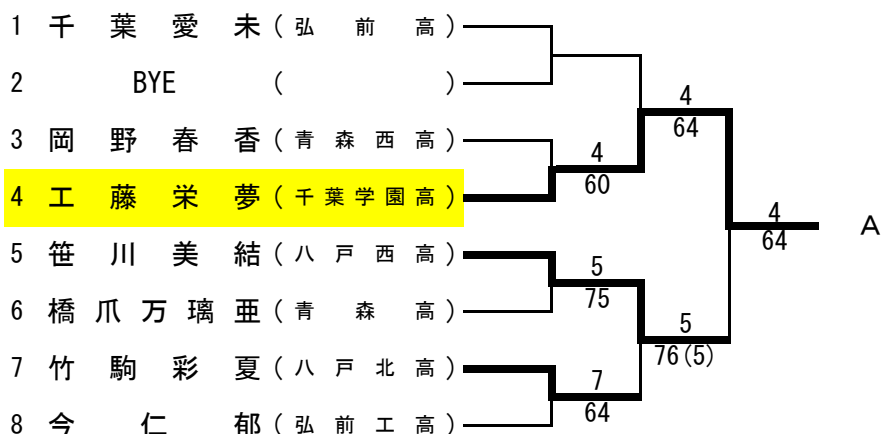 1 千葉愛未(弘前高)
2 BYE ( )
3 岡野春香(青森西高)
4 工藤栄夢(千葉学園高)
5 笹川美結(八戸西高)
6 橋爪万璃亜(青森高)
7 竹駒彩夏(八戸北高)
8 今仁郁(弘前工高)
4
60
5
75
7
64
4
64
5
76(5)
4
64
A